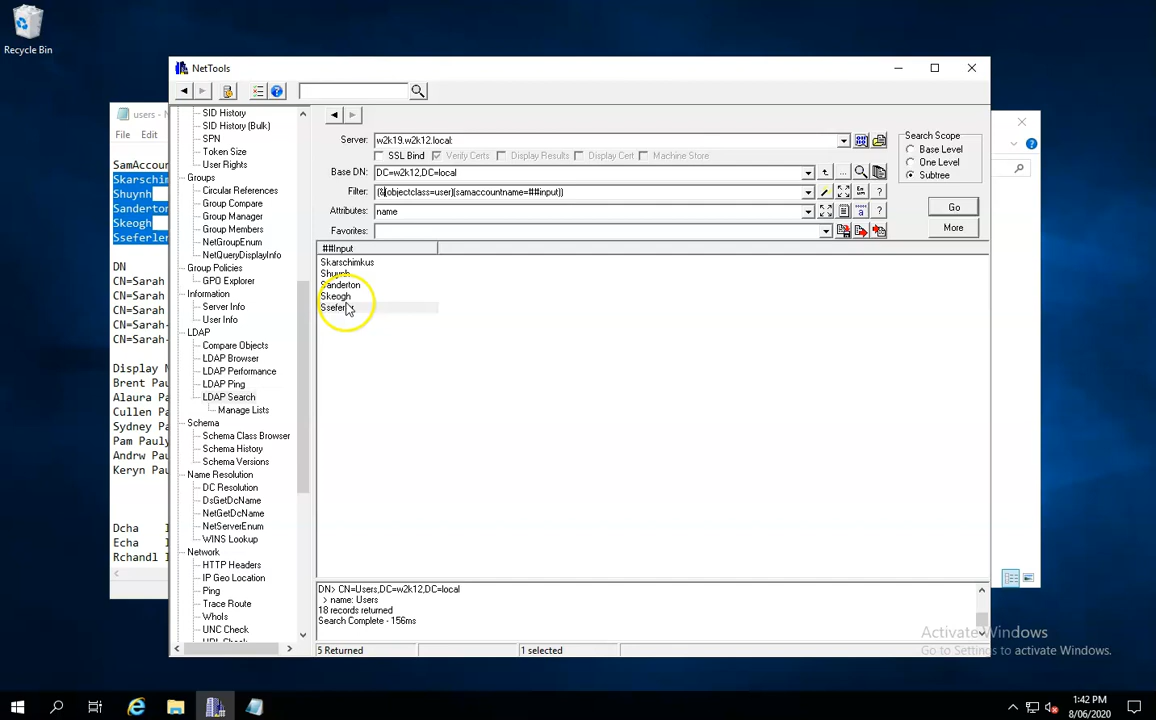 Recycle Bin
NetTools
users - N
File Edit
SamAccour
Skarschim
Shuynh
Sanderton
Skeogh
Sseferler
DN
CN=Sarah
CN=Sarah
CN=Sarah
CN=Sarah-
CN=Sarah-
Display N
Brent Pau
Alaura Pa
Cullen Pa
Sydney Pa
Pam Pauly
Andrw Pau
Keryn Pau
Dcha
Echa
Rchandl
SID History
SID History (Bulk)
SPN
Token Size
User Rights
Groups
Circular References
Group Compare
Group Manager
Group Members
NetGroupEnum
NetQueryDisplayInfo
Group Policies
GPO Explorer
Information
Server Info
User Info
LDAP
Compare Objects
LDAP Browser
LDAP Performance
LDAP Ping
LDAP Search
Manage Lists
Schema
Schema Class Browser
Schema History
Schema Versions
Name Resolution
DC Resolution
DsGetDcName
NetGetDcName
NetServerEnum
WINS Lookup
Network
HTTP Headers
IP Geo Location
Ping
Trace Route
WhoIs
UNC Check
Server: w2k19.w2k12.local:
SSL Bind Verify Certs Display Results Display Cert Machine Store
Base DN: DC=w2k12,DC=local
Filter: (&(objectclass=user)(samaccountname=##input))
Attributes: name
Favorites:
Search Scope
Base Level
One Level
Subtree
Go
More
##Input
Skarschimkus
Shuynh
Sanderton
Skeogh
DN> CN=Users,DC=w2k12,DC=local
> name: Users
18 records returned
Search Complete - 156ms
5 Returned 1 selected
Activate Windows
Go to Settings to activate Windows.
1:42 PM
8/06/2020